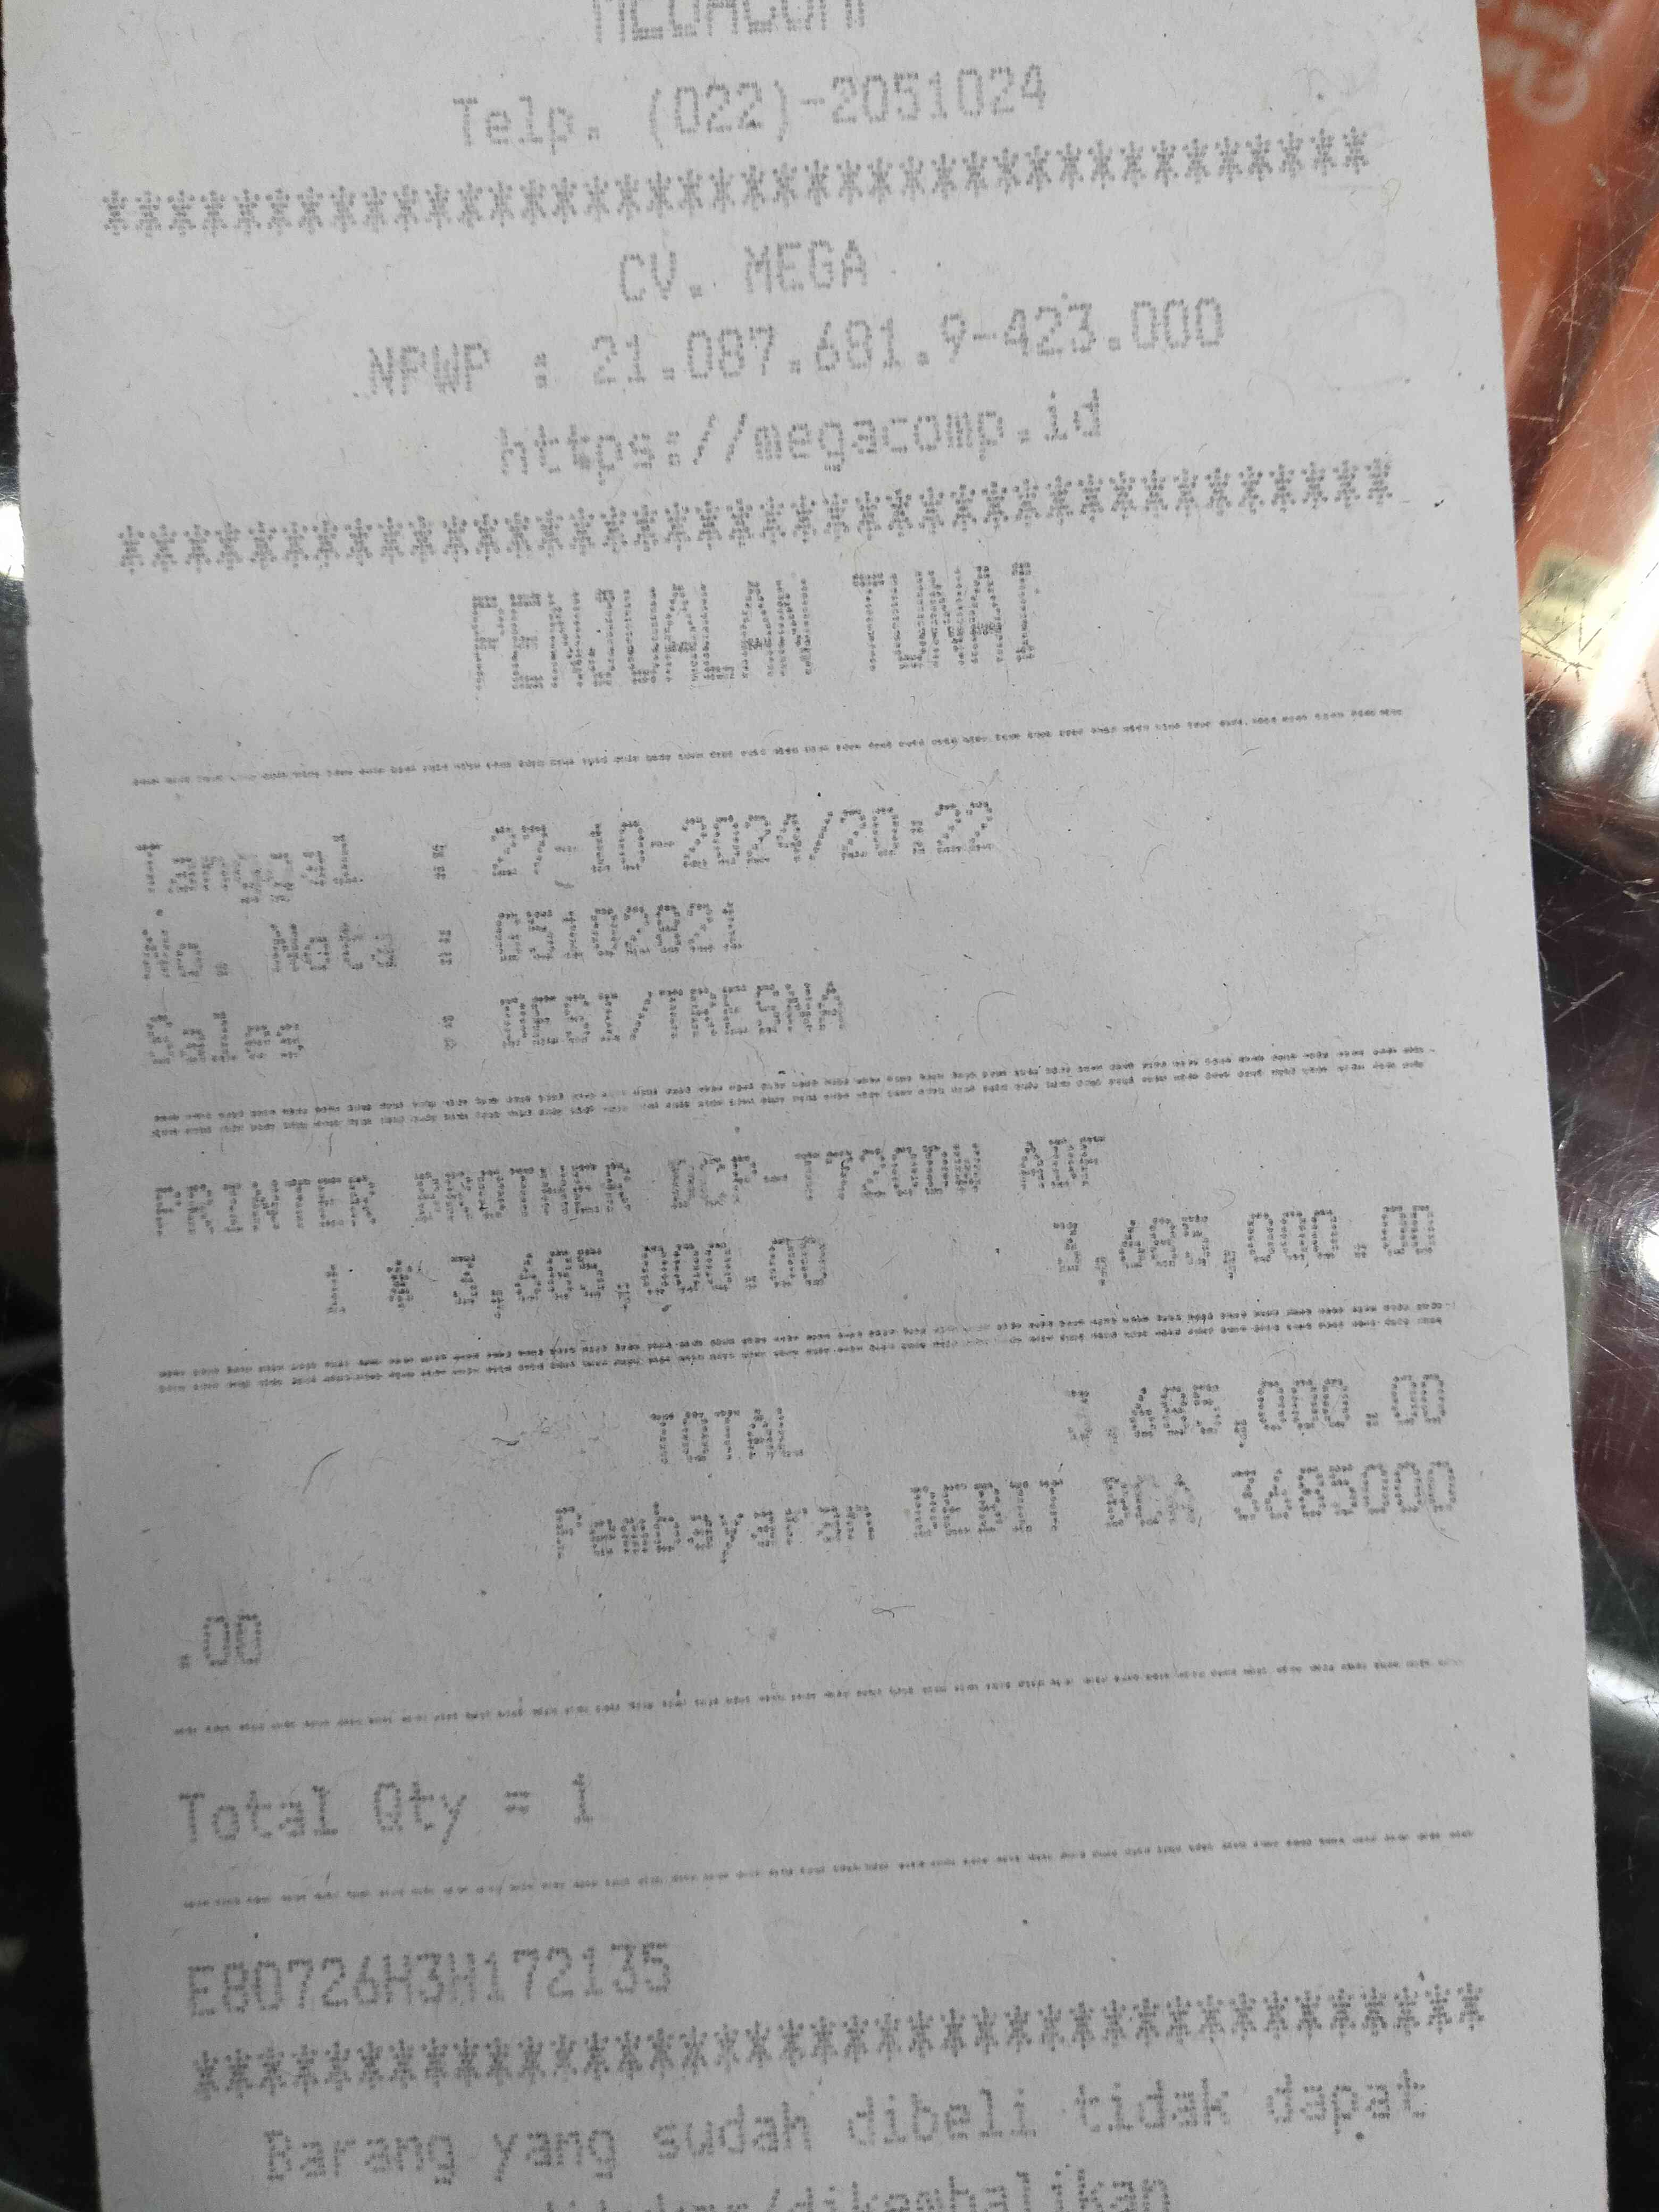 MEGACOMP
Telp. (022)-2051024
****************************************
CV. MEGA
NPWP : 21.087.681.9-423.000
https://megacomp.id
****************************************
PENJUALAN TUNAI
----------------------------------------
Tanggal : 27-10-2024/20:22
No. Nota :
Sales : DESI/TRESNA
========================================
PRINTER BROTHER DCP-T720DW ADF
1 * 3,685,000.00 3,685,000.00
========================================
TOTAL 3,685,000.00
Pembayaran DEBIT BCA 3685000
.00
----------------------------------------
Total Qty = 1
----------------------------------------
E80726H3H172135
****************************************
Barang yang sudah dibeli tidak dapat